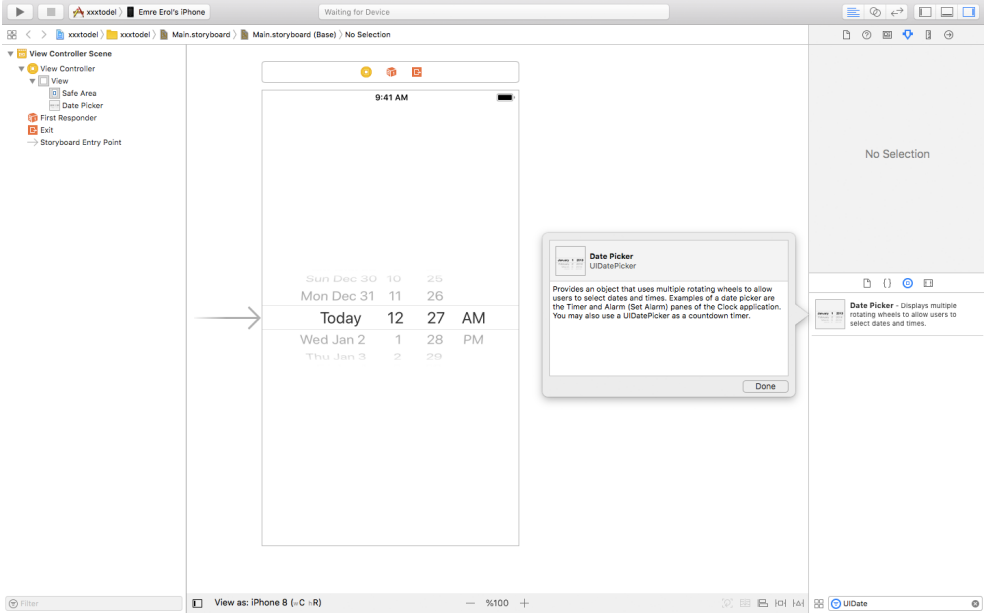 xxxtodel Emre Erol's iPhone
Waiting for Device
xxxtodel xxxtodel Main.storyboard Main.storyboard (Base) No Selection
View Controller Scene
View Controller
View
Safe Area
Date Picker
First Responder
Exit
Storyboard Entry Point
Filter
9:41 AM
Sun Dec 30 10 25
Mon Dec 31 11 26
Today 12 27 AM
Wed Jan 2 1 28 PM
Thu Jan 3 2 29
Date Picker
UIDatePicker
Provides an object that uses multiple rotating wheels to allow
users to select dates and times. Examples of a date picker are
the Timer and Alarm (Set Alarm) panes of the Clock application.
You may also use a UIDatePicker as a countdown timer.
Done
View as: iPhone 8 (wC hR)
— %100 +
No Selection
{ }
Date Picker - Displays multiple
rotating wheels to allow users to
select dates and times.
UIDate